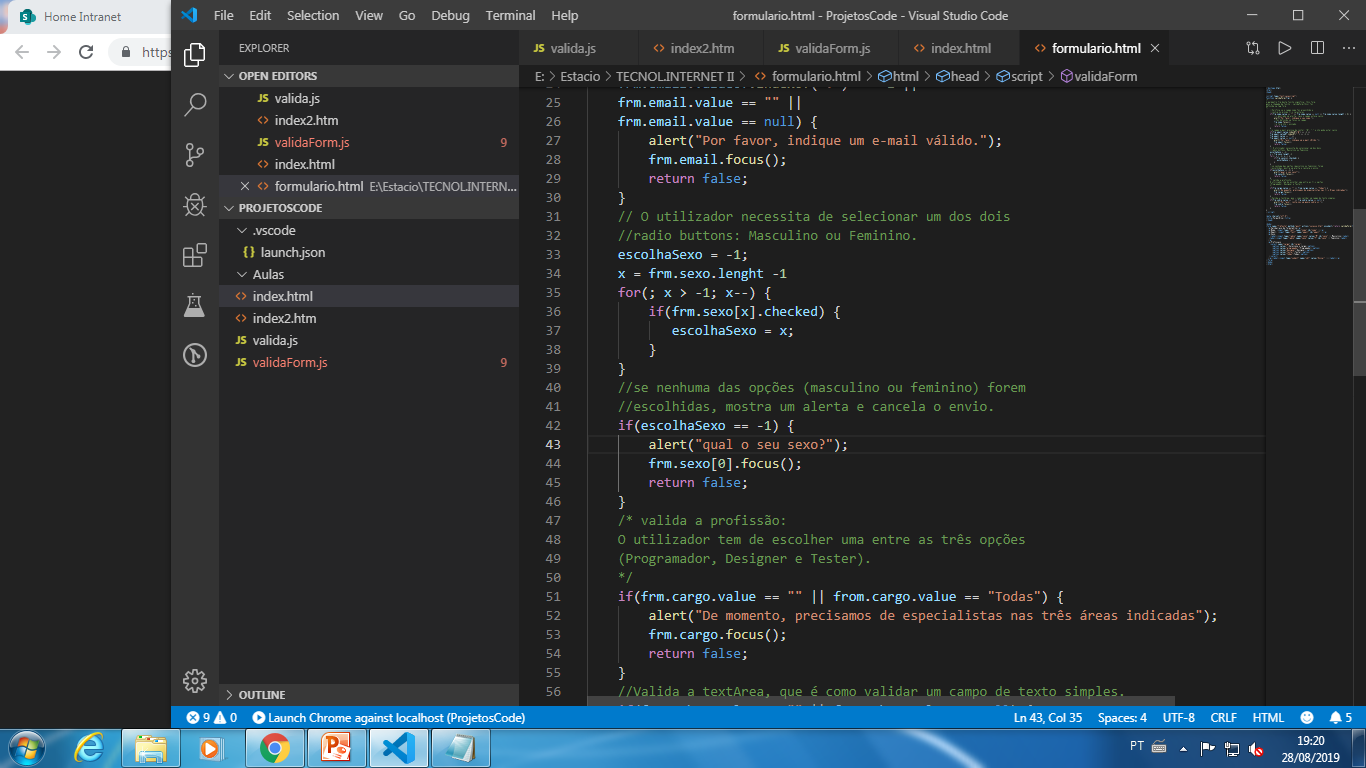 Home Intranet
https
File Edit Selection View Go Debug Terminal Help
formulario.html - ProjetosCode - Visual Studio Code
EXPLORER
JS valida.js
index2.htm
JS validaForm.js
index.html
formulario.html
OPEN EDITORS
JS valida.js
index2.htm
JS validaForm.js 9
index.html
formulario.html E:\Estacio\TECNOL.INTERN...
PROJETOSCODE
.vscode
{} launch.json
Aulas
index.html
index2.htm
JS valida.js
JS validaForm.js 9
OUTLINE
E: > Estacio > TECNOL.INTERNET II > formulario.html > html > head > script > validaForm
25 frm.email.value == "" ||
26 frm.email.value == null) {
27 alert("Por favor, indique um e-mail válido.");
28 frm.email.focus();
29 return false;
30 }
31 // O utilizador necessita de selecionar um dos dois
32 //radio buttons: Masculino ou Feminino.
33 escolhaSexo = -1;
34 x = frm.sexo.lenght -1
35 for(; x > -1; x--) {
36 if(frm.sexo[x].checked) {
37 escolhaSexo = x;
38 }
39 }
40 //se nenhuma das opções (masculino ou feminino) forem
41 //escolhidas, mostra um alerta e cancela o envio.
42 if(escolhaSexo == -1) {
43 alert("qual o seu sexo?");
44 frm.sexo[0].focus();
45 return false;
46 }
47 /* valida a profissão:
48 O utilizador tem de escolher uma entre as três opções
49 (Programador, Designer e Tester).
50 */
51 if(frm.cargo.value == "" || from.cargo.value == "Todas") {
52 alert("De momento, precisamos de especialistas nas três áreas indicadas");
53 frm.cargo.focus();
54 return false;
55 }
56 //Valida a textArea, que é como validar um campo de texto simples.
9 0 Launch Chrome against localhost (ProjetosCode)
Ln 43, Col 35 Spaces: 4 UTF-8 CRLF HTML 5
PT
19:20
28/08/2019